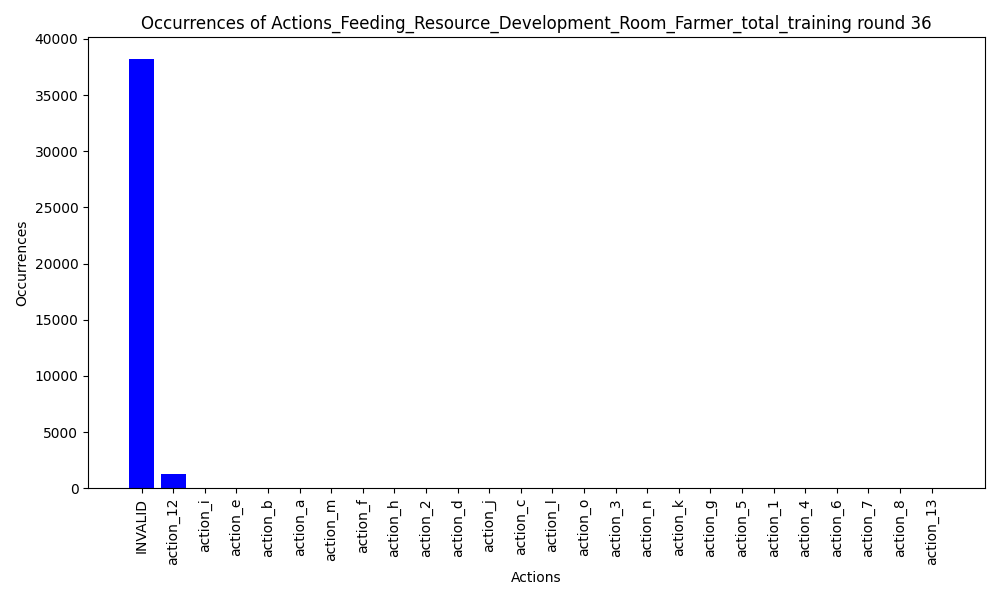 Occurrences of Actions_Feeding_Resource_Development_Room_Farmer_total_training round 36
Occurrences
40000
35000
30000
25000
20000
15000
10000
5000
0
INVALID
action_12
action_i
action_e
action_b
action_a
action_m
action_f
action_h
action_2
action_d
action_j
action_c
action_l
action_o
action_3
action_n
action_k
action_g
action_5
action_1
action_4
action_6
action_7
action_8
action_13
Actions